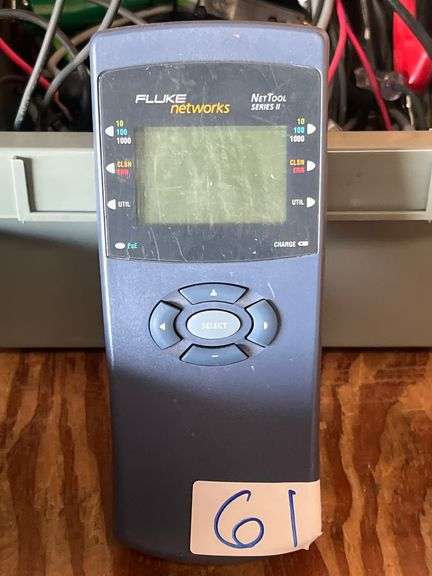 FLUKE
networks
NETTOOL
SERIES II
10
100
1000
CLSN
ERR
UTIL
10
100
1000
CLSN
ERR
UTIL
PoE
CHARGE
SELECT
61